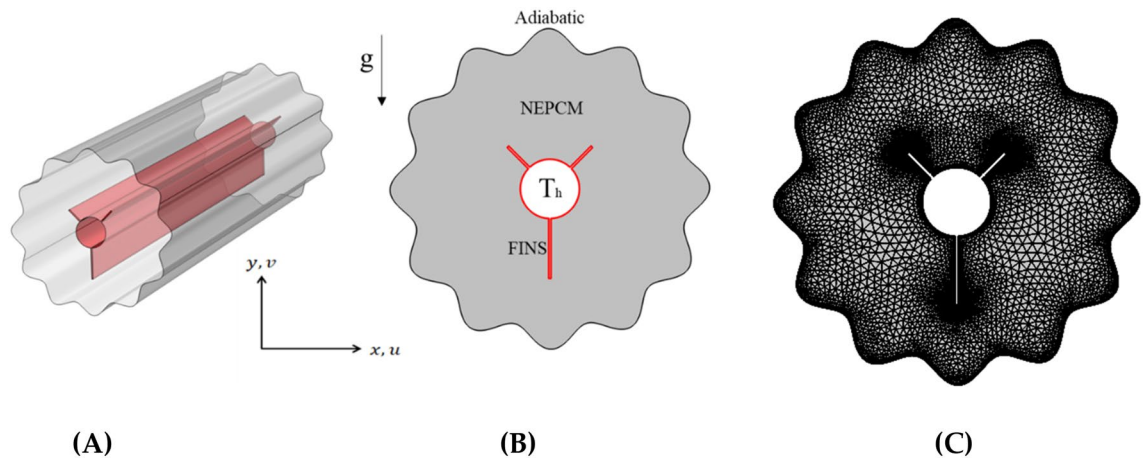 Adiabatic
g
NEPCM
Th
FINS
y, v
x, u
(A)
(B)
(C)